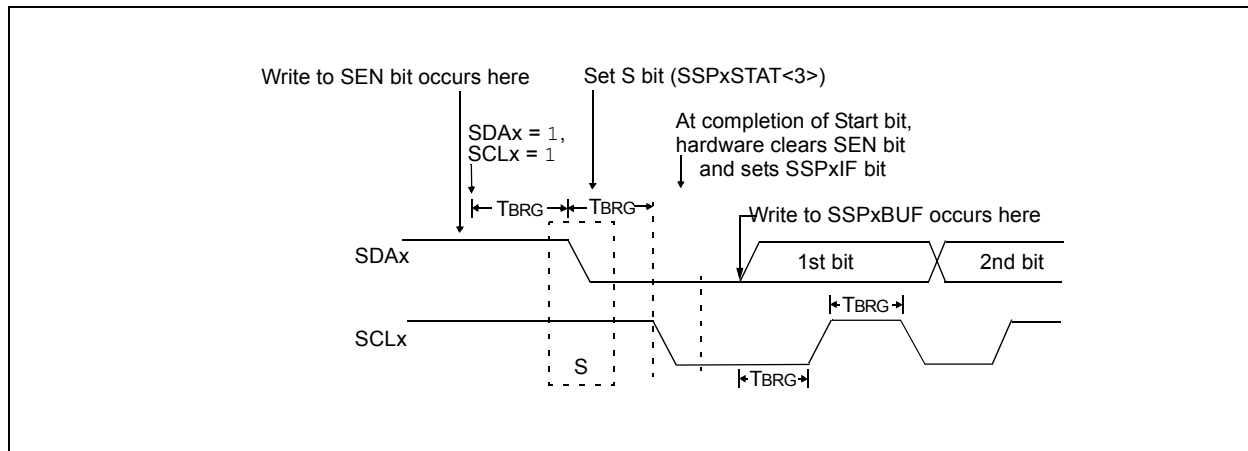 Write to SEN bit occurs here
Set S bit (SSPxSTAT<3>)
SDAx = 1,
SCLx = 1
At completion of Start bit,
hardware clears SEN bit
and sets SSPxIF bit
TBRG
TBRG
Write to SSPxBUF occurs here
SDAx
1st bit
2nd bit
TBRG
SCLx
S
TBRG